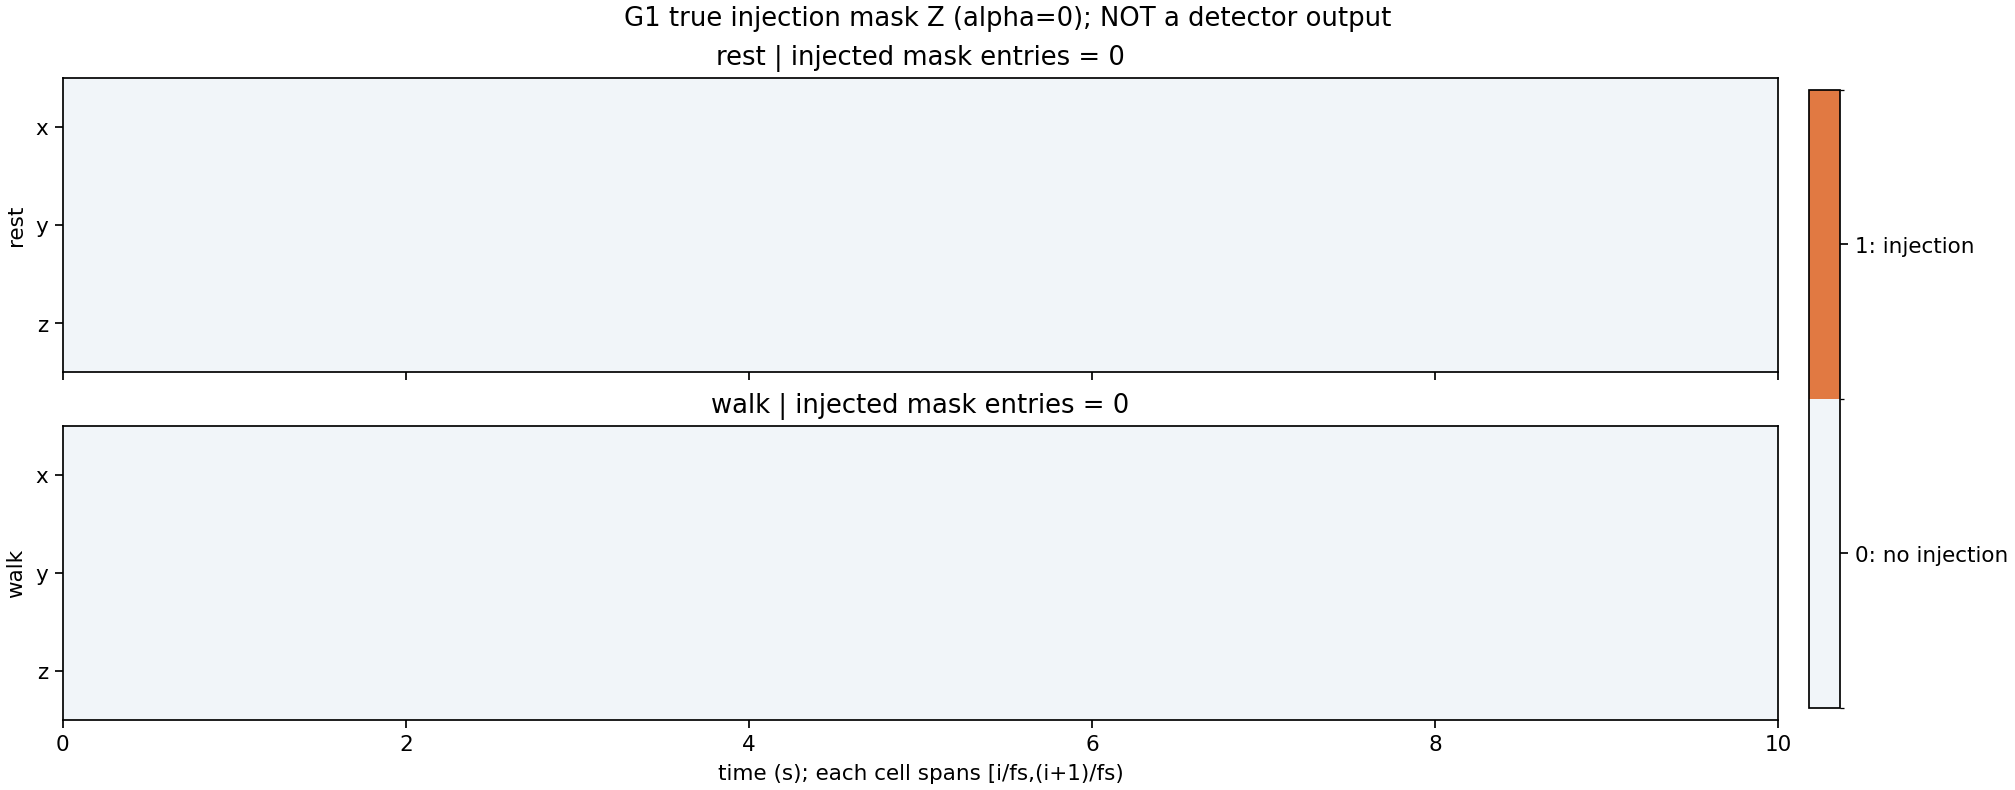 G1 true injection mask Z (alpha=0); NOT a detector output
rest | injected mask entries = 0
x
y
z
rest
walk | injected mask entries = 0
x
y
z
walk
0 2 4 6 8 10
time (s); each cell spans [i/fs,(i+1)/fs)
1: injection
0: no injection